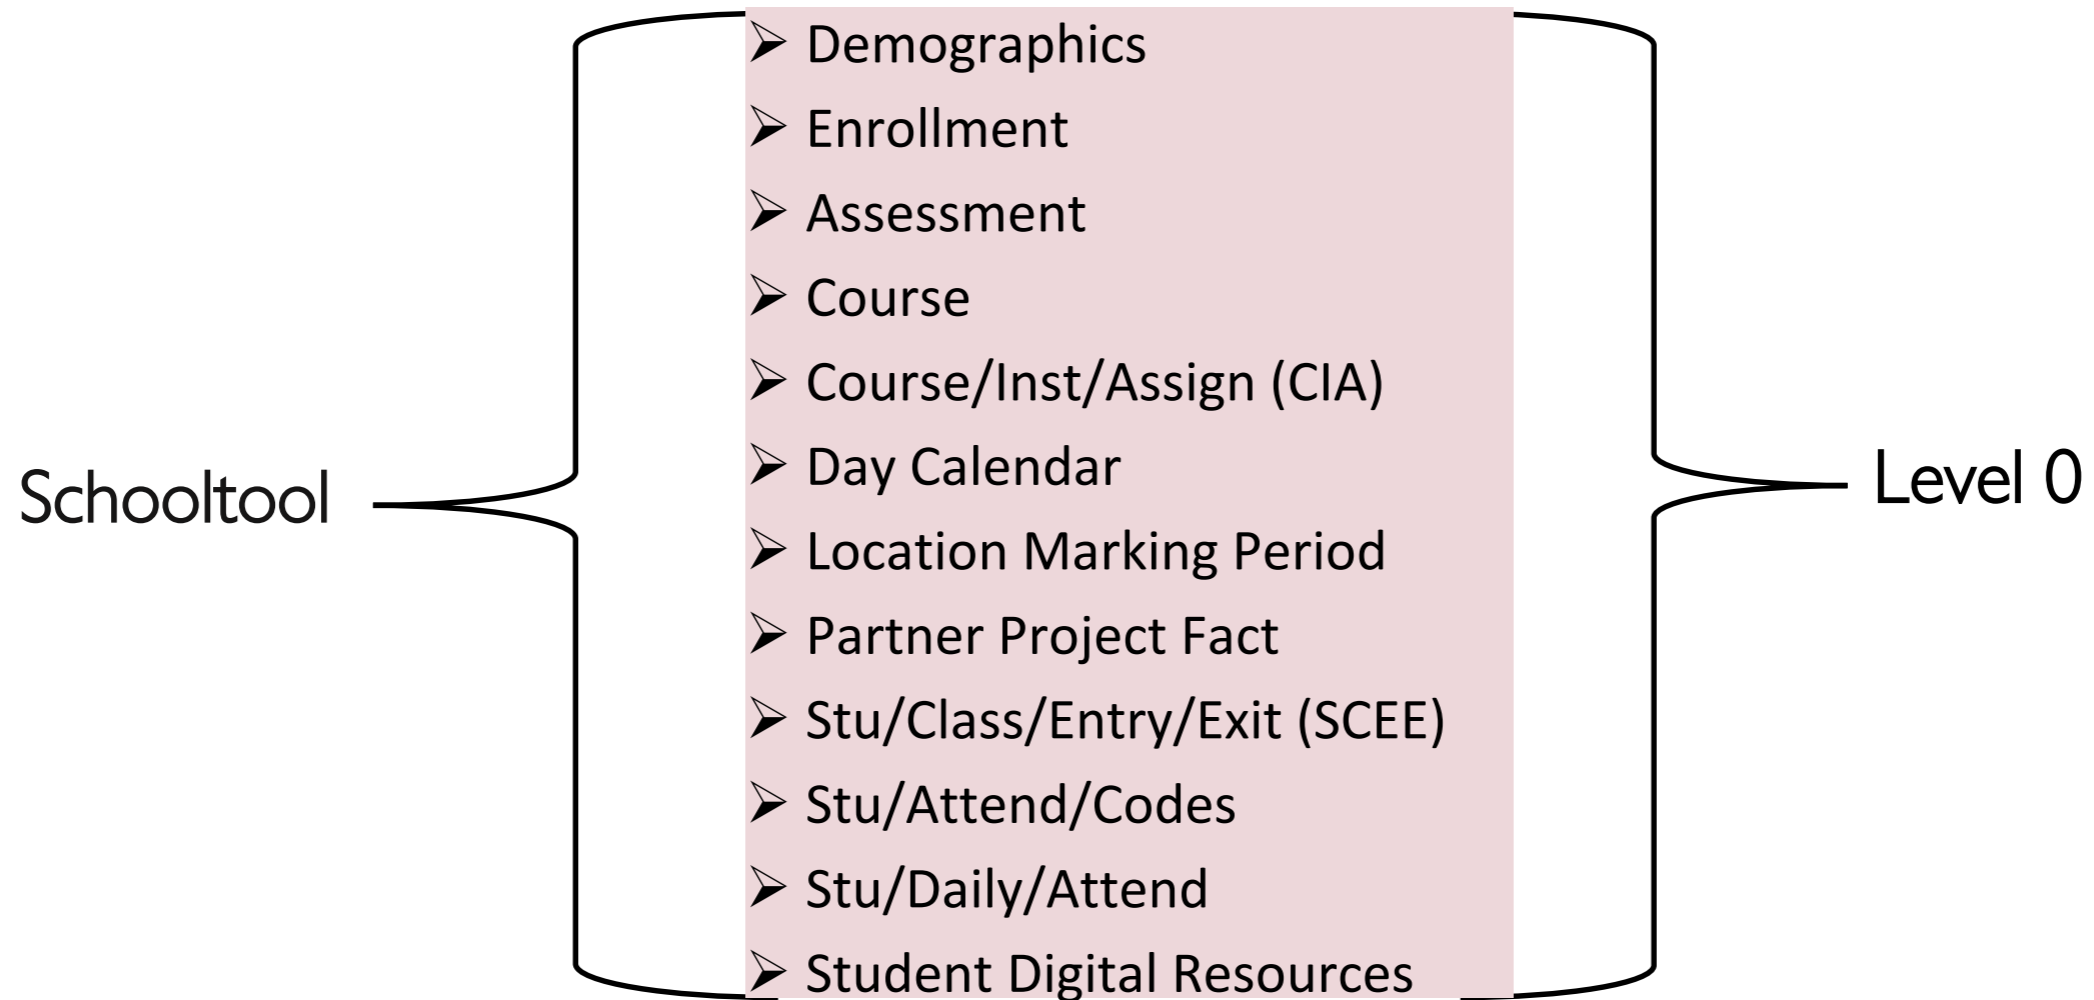 Schooltool
➢ Demographics
➢ Enrollment
➢ Assessment
➢ Course
➢ Course/Inst/Assign (CIA)
➢ Day Calendar
➢ Location Marking Period
➢ Partner Project Fact
➢ Stu/Class/Entry/Exit (SCEE)
➢ Stu/Attend/Codes
➢ Stu/Daily/Attend
➢ Student Digital Resources
Level 0